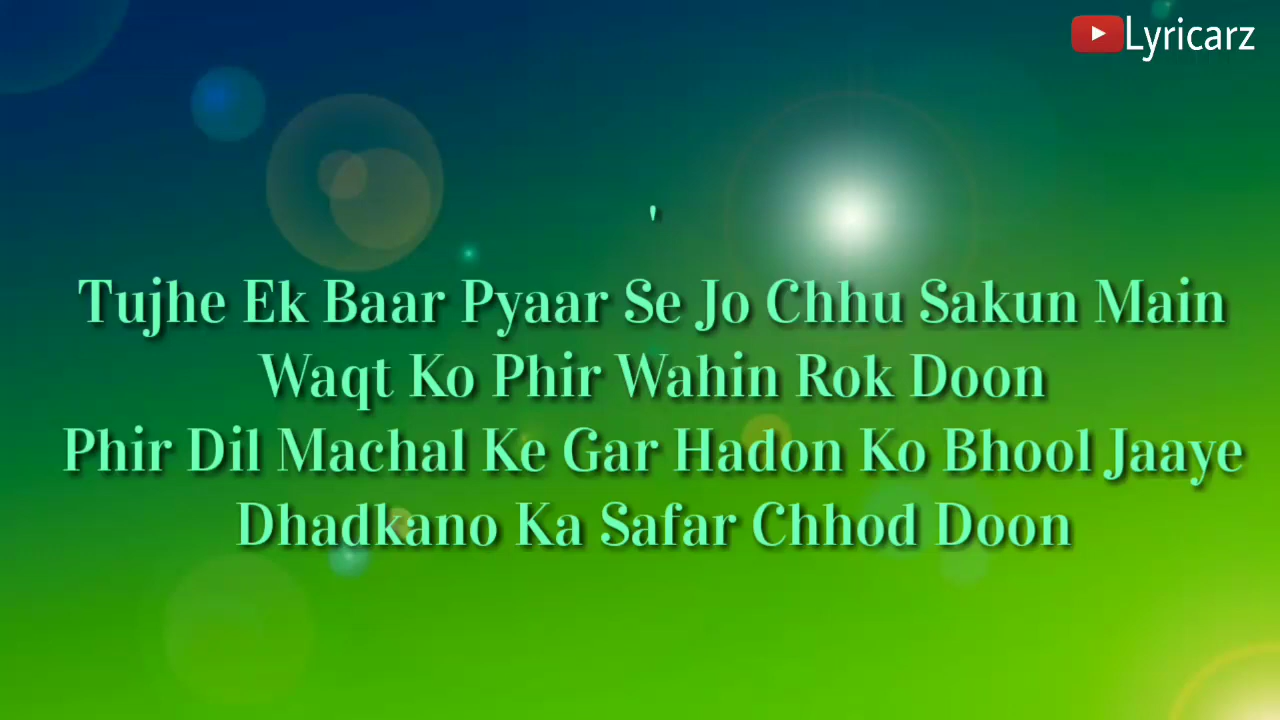 Lyricarz
'
Tujhe Ek Baar Pyaar Se Jo Chhu Sakun Main
Waqt Ko Phir Wahin Rok Doon
Phir Dil Machal Ke Gar Hadon Ko Bhool Jaaye
Dhadkano Ka Safar Chhod Doon